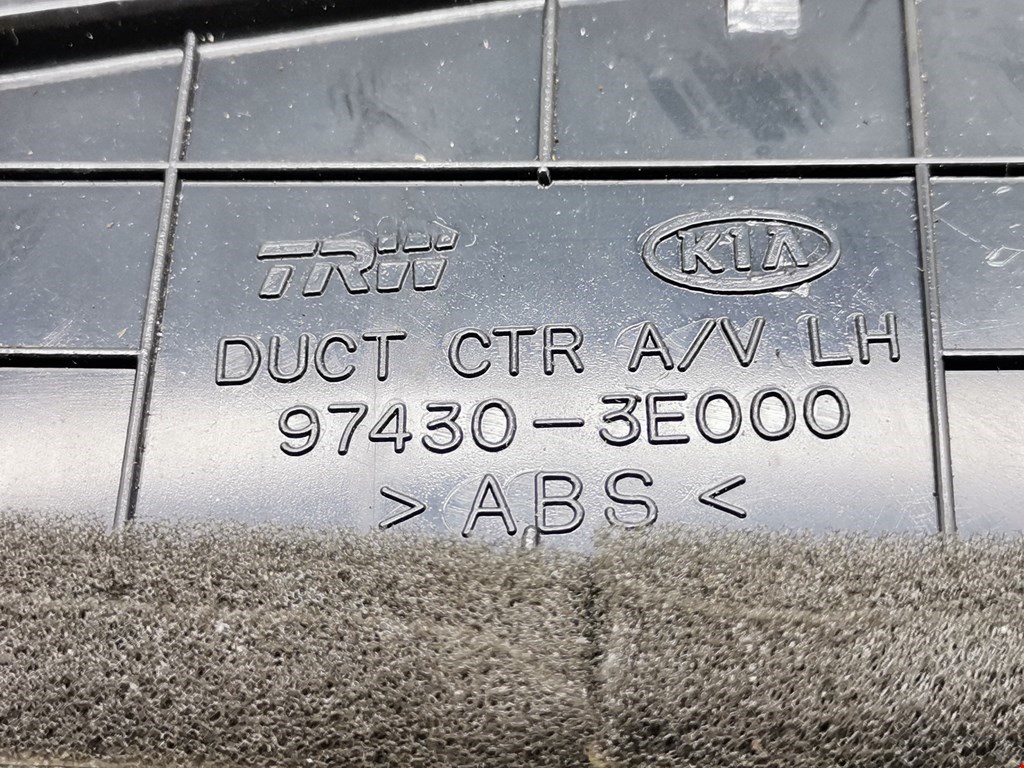 TRW KIA
DUCT CTR A/V LH
97430-3E000
>ABS<